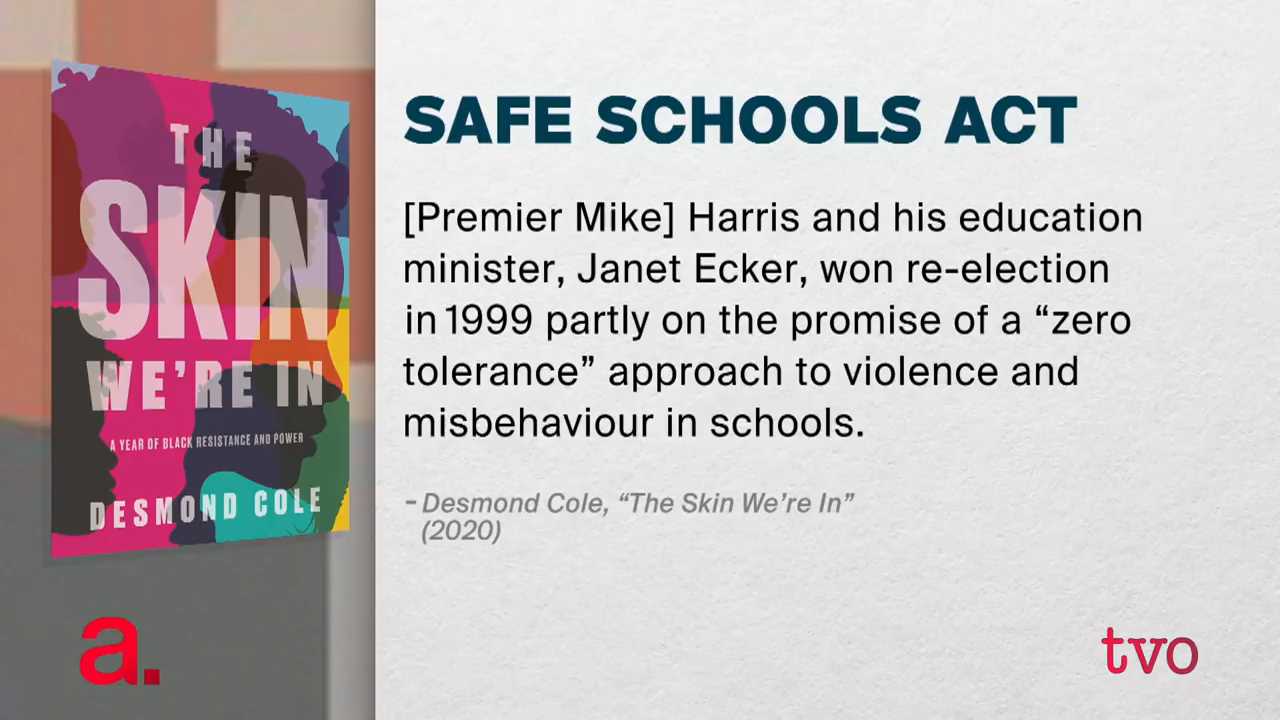 THE
SKIN
WE'RE IN
A YEAR OF BLACK RESISTANCE AND POWER
DESMOND COLE
a.
SAFE SCHOOLS ACT
[Premier Mike] Harris and his education
minister, Janet Ecker, won re-election
in 1999 partly on the promise of a “zero
tolerance” approach to violence and
misbehaviour in schools.
- Desmond Cole, “The Skin We’re In”
(2020)
tvo